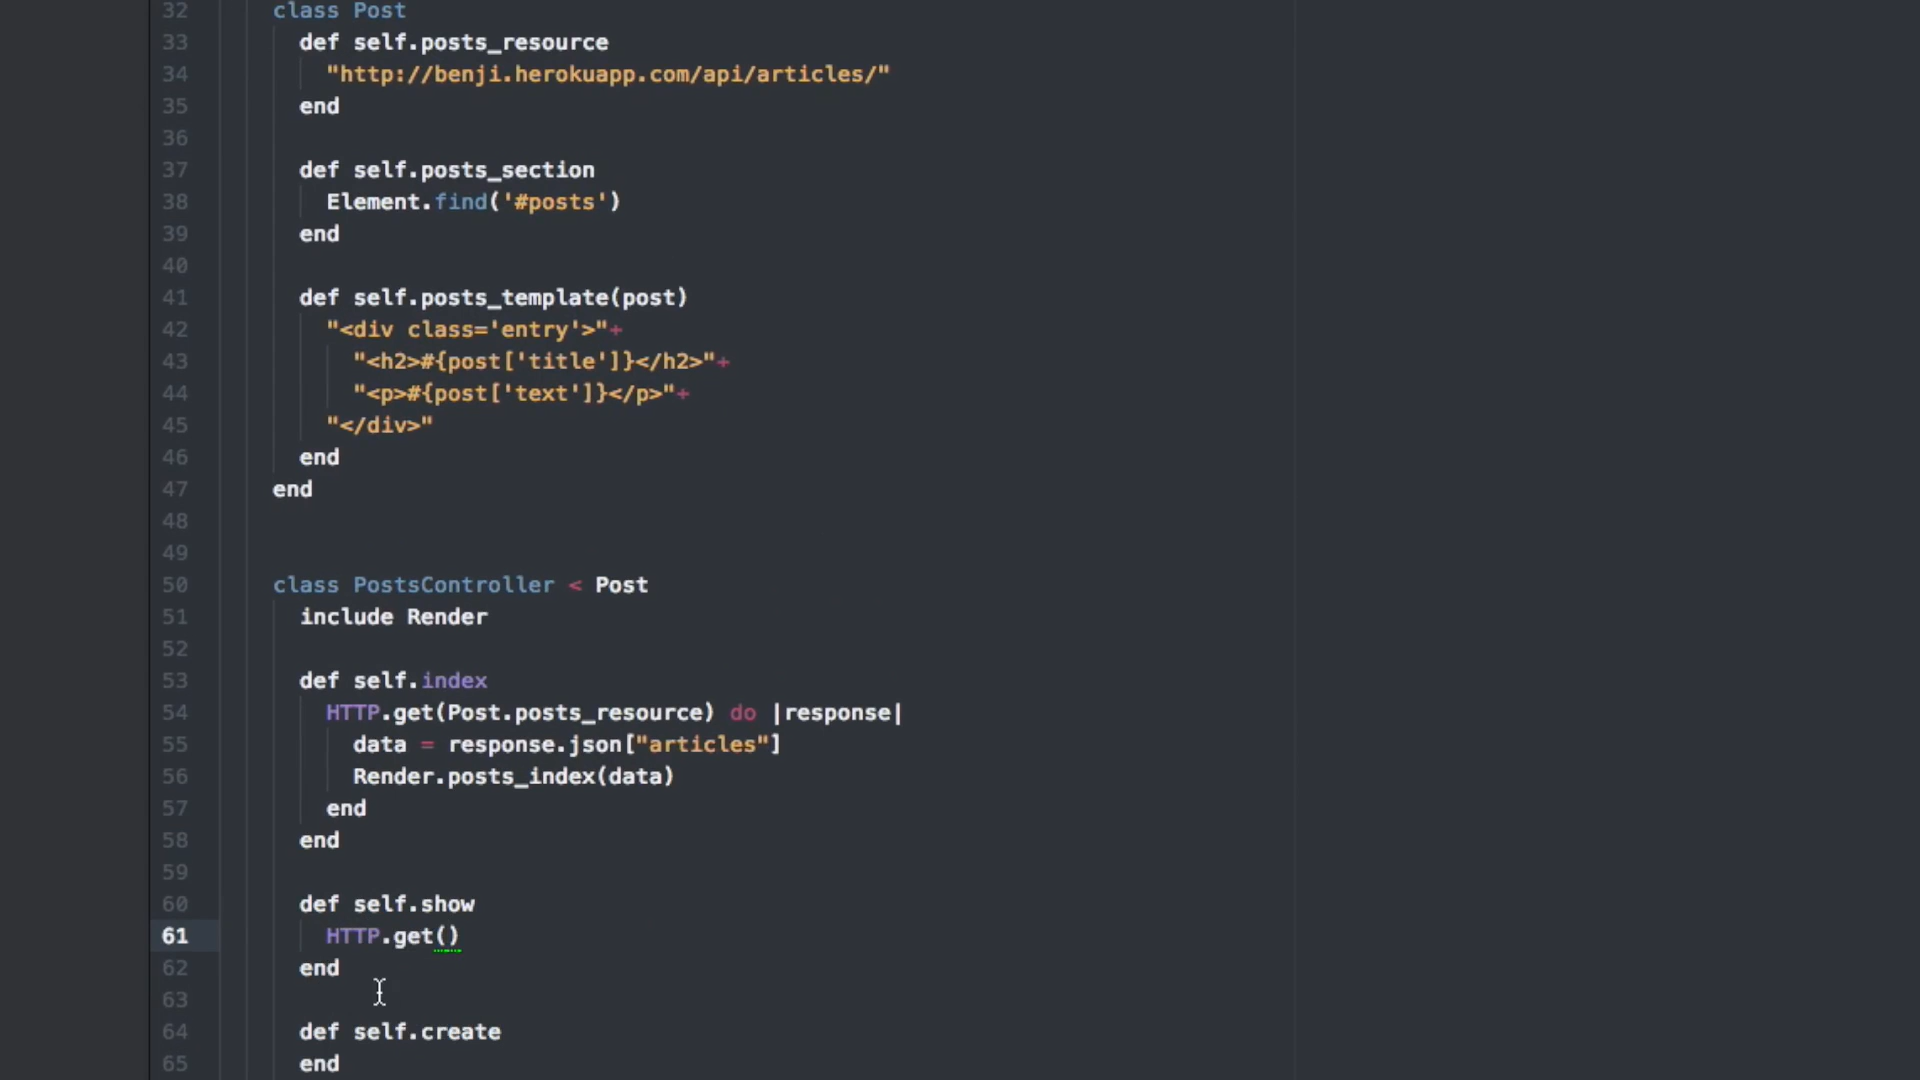 32 class Post
33 def self.posts_resource
34 "http://benji.herokuapp.com/api/articles/"
35 end
36
37 def self.posts_section
38 Element.find('#posts')
39 end
40
41 def self.posts_template(post)
42 "<div class='entry'>"+
43 "<h2>#{post['title']}</h2>"+
44 "<p>#{post['text']}</p>"+
45 "</div>"
46 end
47 end
48
49
50 class PostsController < Post
51 include Render
52
53 def self.index
54 HTTP.get(Post.posts_resource) do |response|
55 data = response.json["articles"]
56 Render.posts_index(data)
57 end
58 end
59
60 def self.show
61 HTTP.get()
62 end
63
64 def self.create
65 end